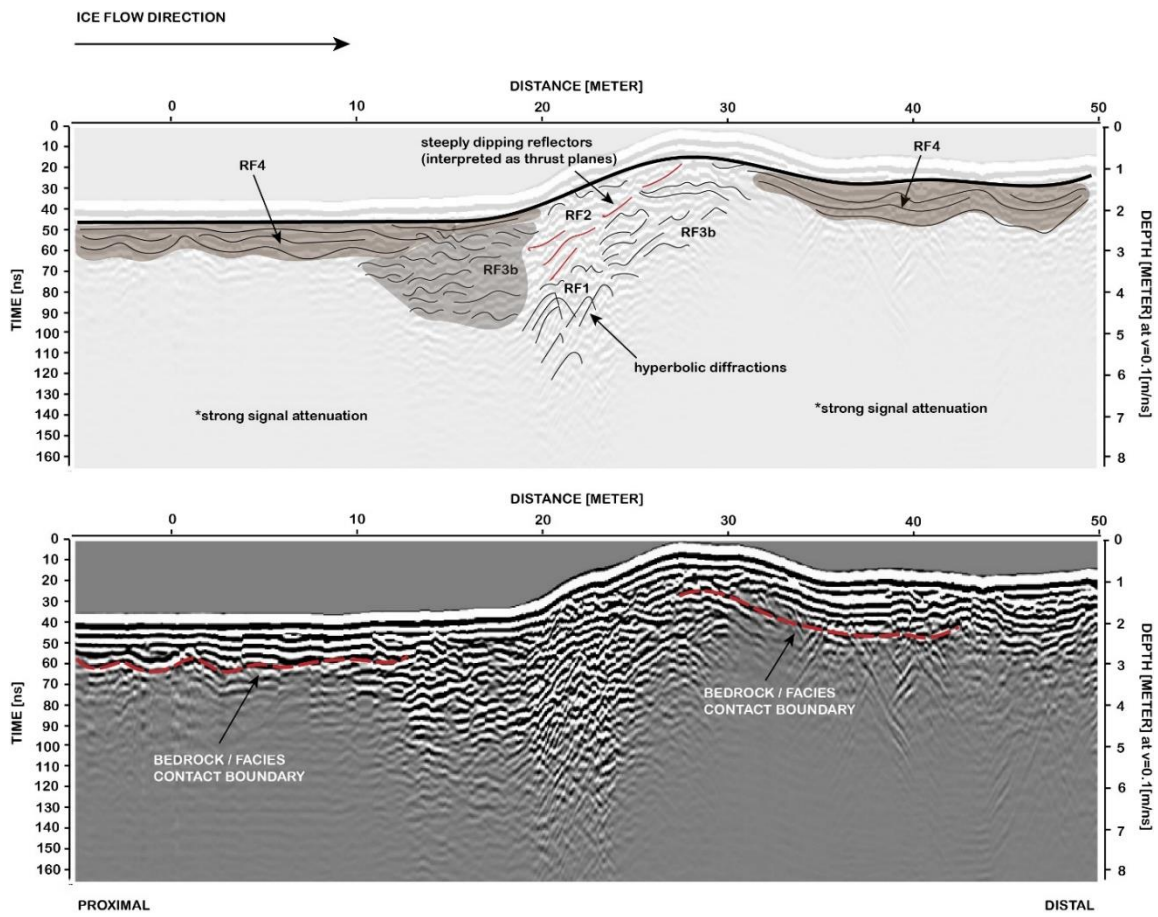 ICE FLOW DIRECTION
DISTANCE [METER]
0 10 20 30 40 50
TIME [ns]
0
10
20
30
40
50
60
70
80
90
100
110
120
130
140
150
160
steeply dipping reflectors
(interpreted as thrust planes)
RF4
RF4
RF2
RF3b
RF3b
RF1
hyperbolic diffractions
*strong signal attenuation
*strong signal attenuation
0
1
2
3
4
5
6
7
8
DEPTH [METER] at v=0.1[m/ns]
DISTANCE [METER]
0 10 20 30 40 50
TIME [ns]
0
10
20
30
40
50
60
70
80
90
100
110
120
130
140
150
160
BEDROCK / FACIES
CONTACT BOUNDARY
BEDROCK / FACIES
CONTACT BOUNDARY
0
1
2
3
4
5
6
7
8
DEPTH [METER] at v=0.1[m/ns]
PROXIMAL
DISTAL